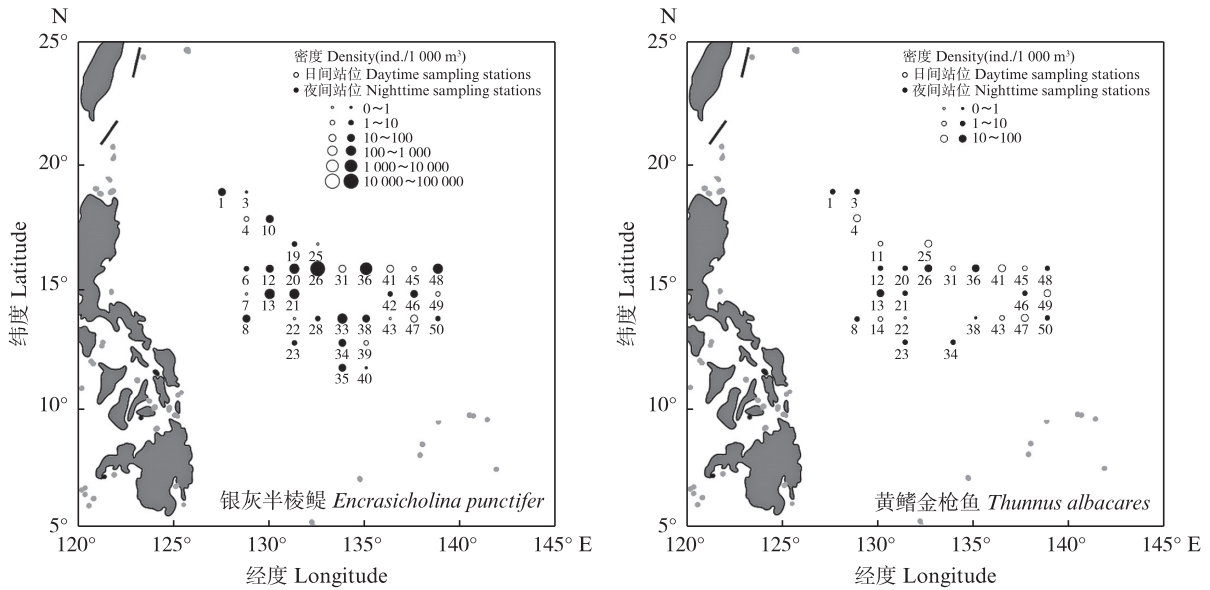 N
25°
20°
15°
10°
5°
120°
125°
130°
135°
140°
145° E
纬度 Latitude
经度 Longitude
密度 Density(ind./1 000 m³)
日间站位 Daytime sampling stations
夜间站位 Nighttime sampling stations
0～1
1～10
10～100
100～1 000
1 000～10 000
10 000～100 000
1 3
4 10
19 25
6 12 20 26 31 36 41 45 48
7 13 21 42 46 49
8 22 28 33 38 43 47 50
23 34 39
35 40
银灰半棱鳀 Encrasicholina punctifer
N
25°
20°
15°
10°
5°
120°
125°
130°
135°
140°
145° E
纬度 Latitude
经度 Longitude
密度 Density(ind./1 000 m³)
日间站位 Daytime sampling stations
夜间站位 Nighttime sampling stations
0～1
1～10
10～100
1 3
4
11 25
12 20 26 31 36 41 45 48
13 21 46 49
8 14 22 38 43 47 50
23 34
黄鳍金枪鱼 Thunnus albacares